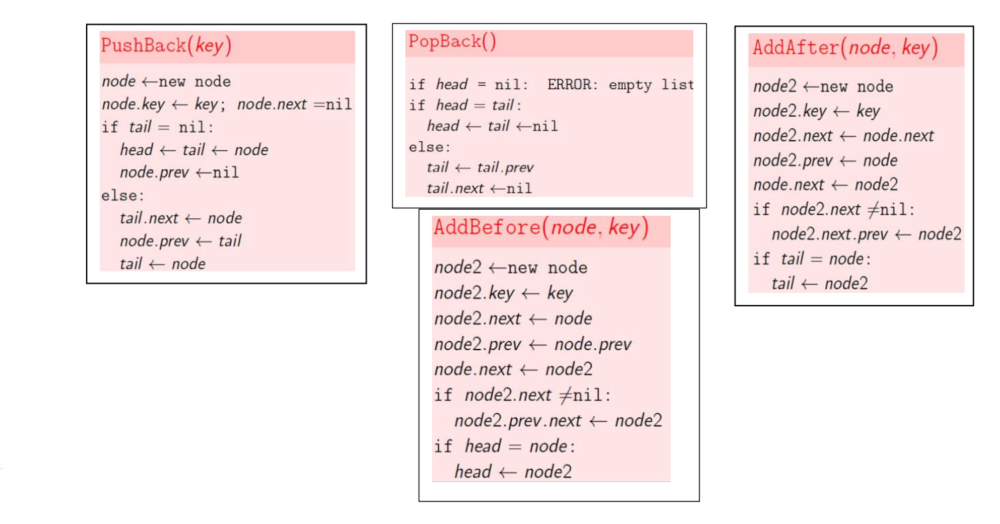 PushBack(key)
node ←new node
node.key ← key; node.next =nil
if tail = nil:
head ← tail ← node
node.prev ←nil
else:
tail.next ← node
node.prev ← tail
tail ← node
PopBack()
if head = nil: ERROR: empty list
if head = tail:
head ← tail ←nil
else:
tail ← tail.prev
tail.next ←nil
AddBefore(node, key)
node2 ←new node
node2.key ← key
node2.next ← node
node2.prev ← node.prev
node.next ← node2
if node2.next ≠nil:
node2.prev.next ← node2
if head = node:
head ← node2
AddAfter(node, key)
node2 ←new node
node2.key ← key
node2.next ← node.next
node2.prev ← node
node.next ← node2
if node2.next ≠nil:
node2.next.prev ← node2
if tail = node:
tail ← node2